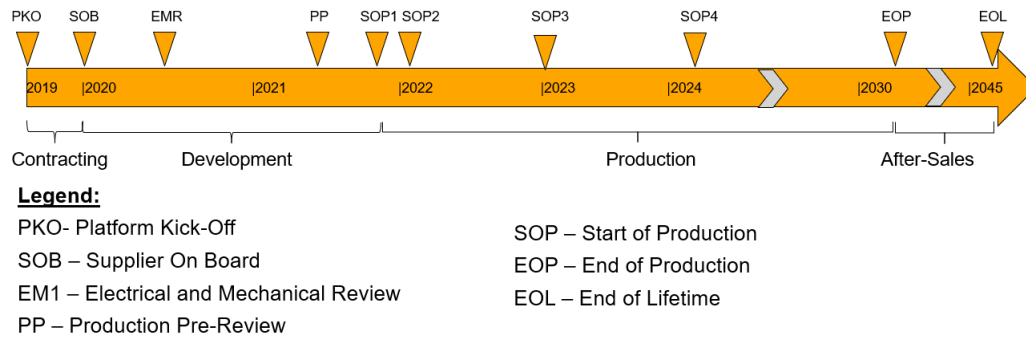 PKO SOB EMR PP SOP1 SOP2 SOP3 SOP4 EOP EOL
|2019 |2020 |2021 |2022 |2023 |2024 |2030 |2045
Contracting Development Production After-Sales
Legend:
PKO- Platform Kick-Off
SOB – Supplier On Board
EM1 – Electrical and Mechanical Review
PP – Production Pre-Review
SOP – Start of Production
EOP – End of Production
EOL – End of Lifetime